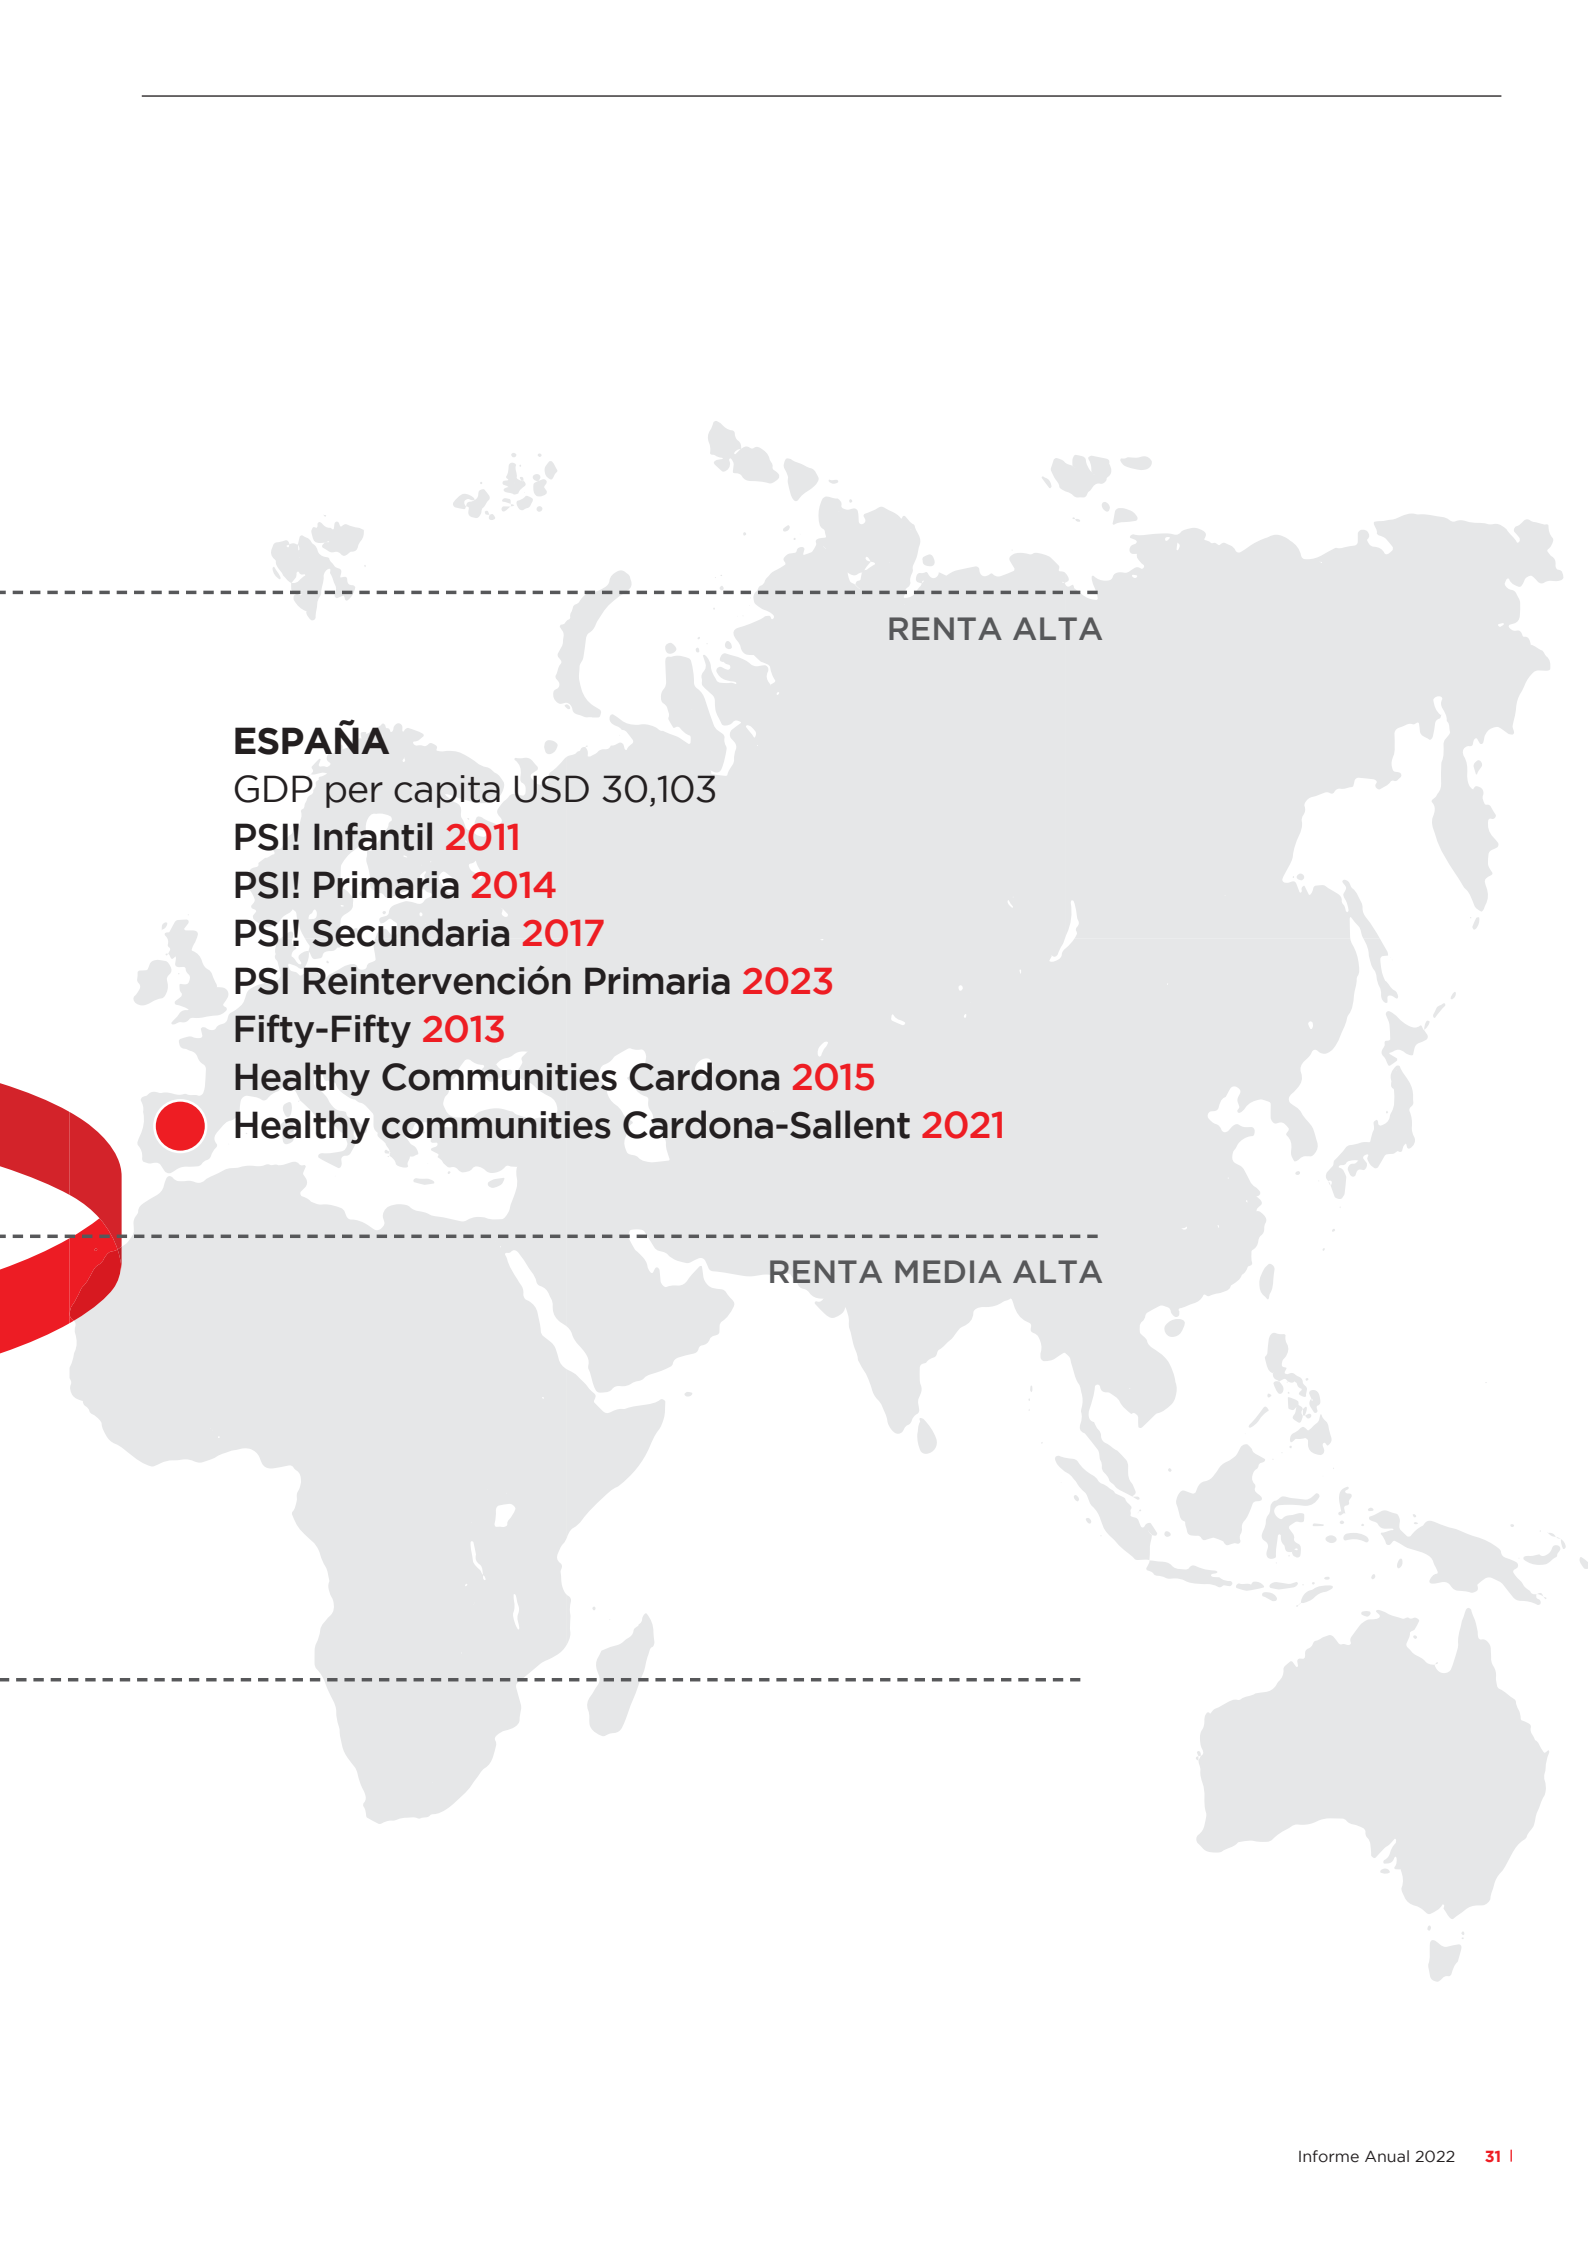 RENTA ALTA
ESPAÑA
GDP per capita USD 30,103
PSI! Infantil 2011
PSI! Primaria 2014
PSI! Secundaria 2017
PSI Reintervención Primaria 2023
Fifty-Fifty 2013
Healthy Communities Cardona 2015
Healthy communities Cardona-Sallent 2021
RENTA MEDIA ALTA
Informe Anual 2022 31 |